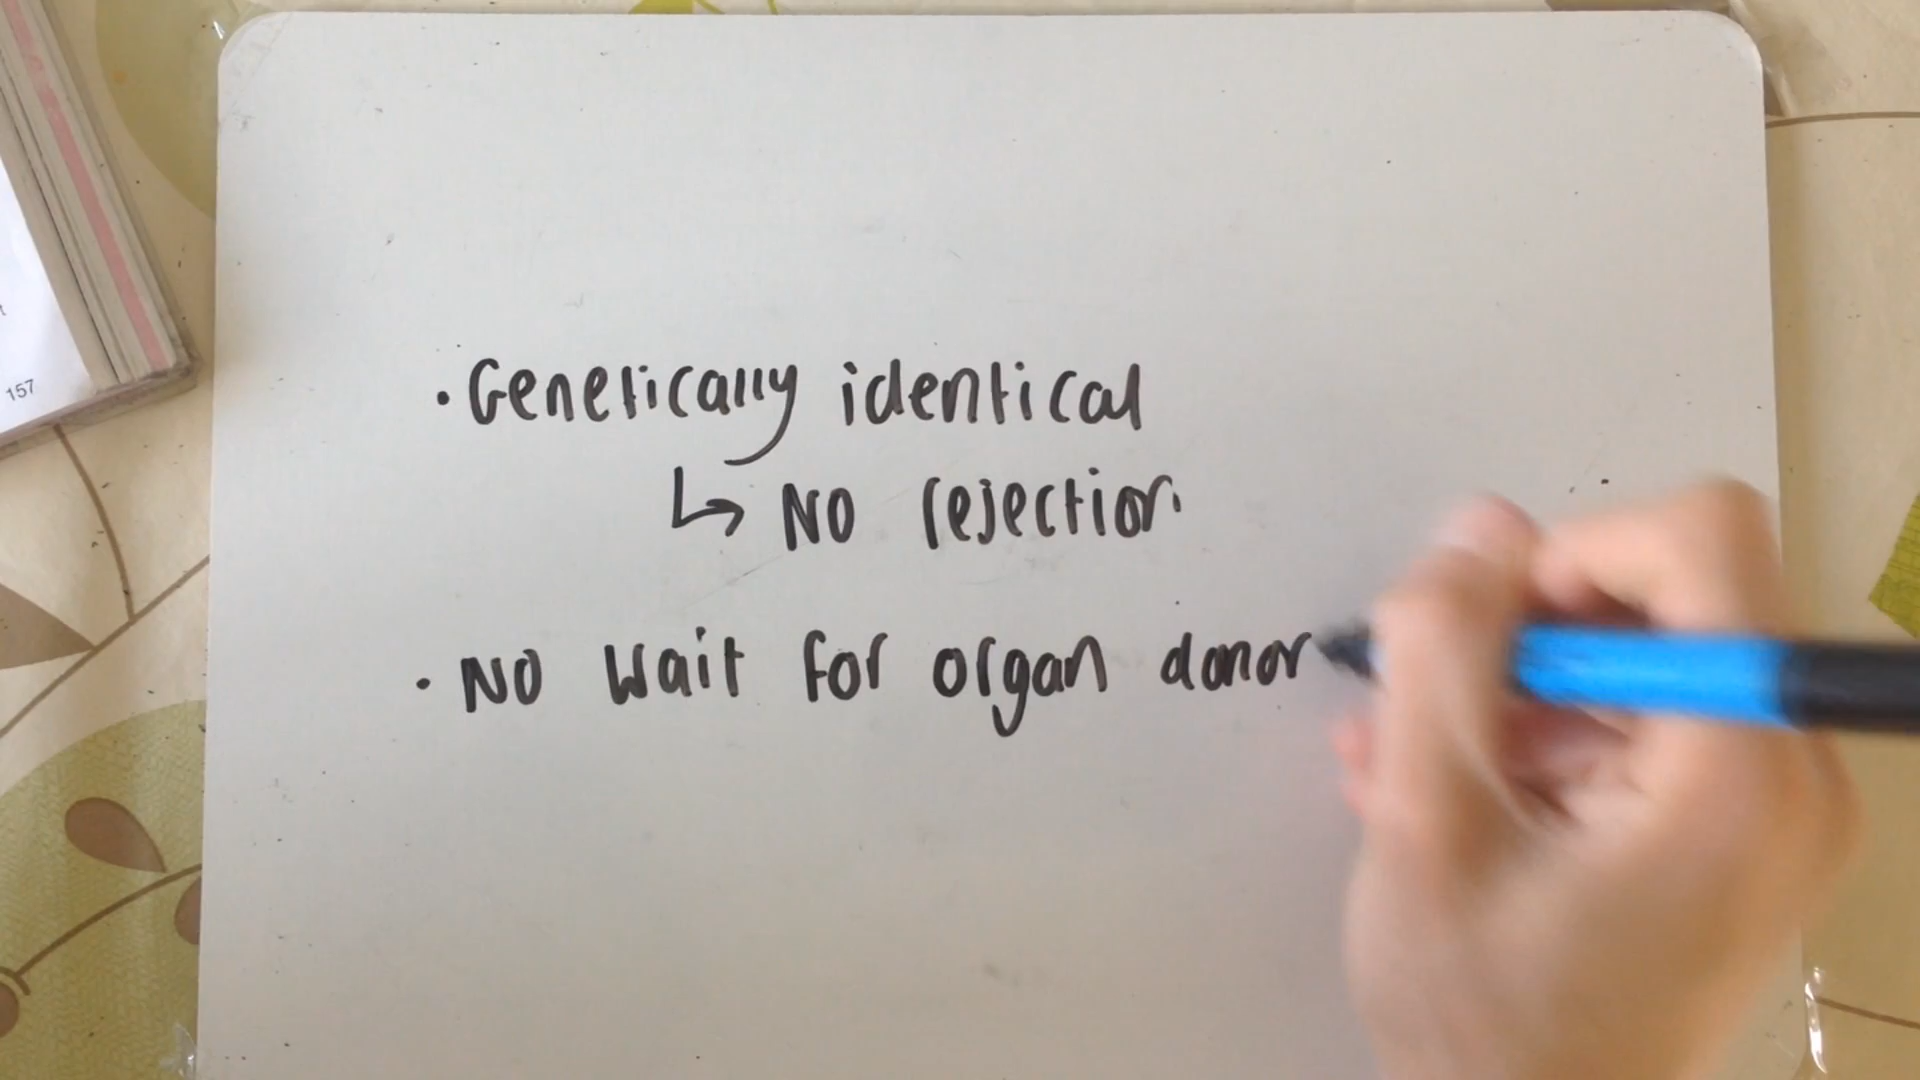 157
· Genetically identical
↳ No rejection
· No wait for organ donor